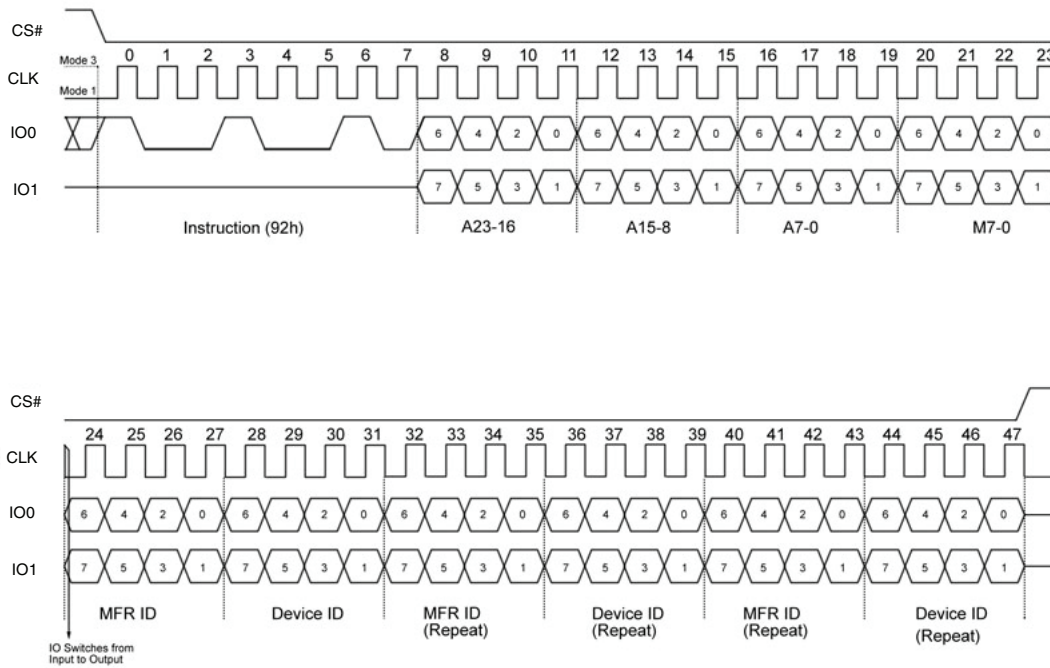 CS#
0 1 2 3 4 5 6 7 8 9 10 11 12 13 14 15 16 17 18 19 20 21 22 23
Mode 3
CLK
Mode 1
IO0
6 4 2 0 6 4 2 0 6 4 2 0 6 4 2 0
IO1
7 5 3 1 7 5 3 1 7 5 3 1 7 5 3 1
Instruction (92h) A23-16 A15-8 A7-0 M7-0
CS#
24 25 26 27 28 29 30 31 32 33 34 35 36 37 38 39 40 41 42 43 44 45 46 47
CLK
IO0
6 4 2 0 6 4 2 0 6 4 2 0 6 4 2 0 6 4 2 0 6 4 2 0
IO1
7 5 3 1 7 5 3 1 7 5 3 1 7 5 3 1 7 5 3 1 7 5 3 1
MFR ID Device ID MFR ID Device ID MFR ID Device ID
(Repeat) (Repeat) (Repeat) (Repeat)
IO Switches from
Input to Output